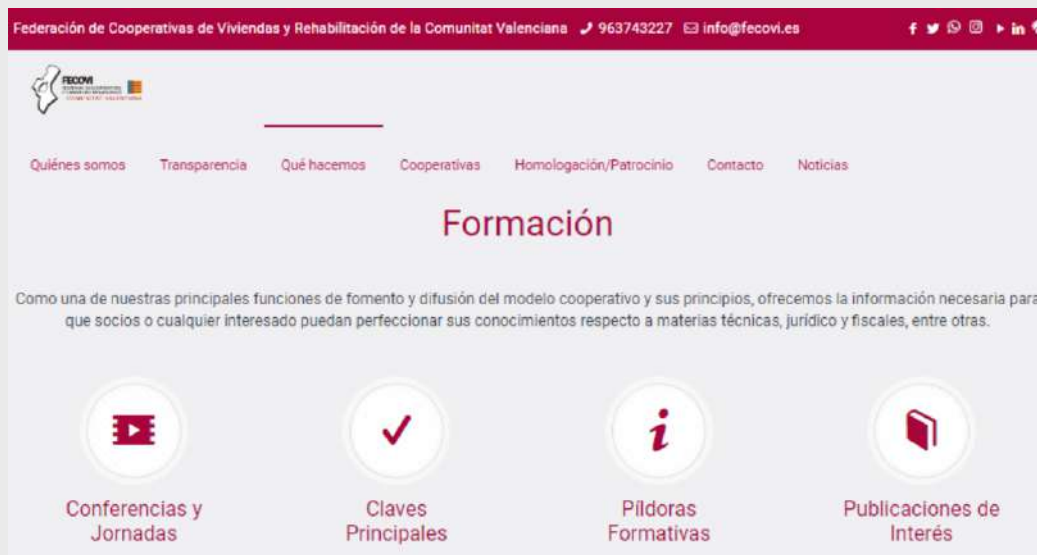 Federación de Cooperativas de Viviendas y Rehabilitación de la Comunitat Valenciana 963743227 info@fecovi.es
FECOVI
Quiénes somos Transparencia Qué hacemos Cooperativas Homologación/Patrocinio Contacto Noticias
Formación
Como una de nuestras principales funciones de fomento y difusión del modelo cooperativo y sus principios, ofrecemos la información necesaria para
que socios o cualquier interesado puedan perfeccionar sus conocimientos respecto a materias técnicas, jurídico y fiscales, entre otras.
Conferencias y Claves Píldoras Publicaciones de
Jornadas Principales Formativas Interés